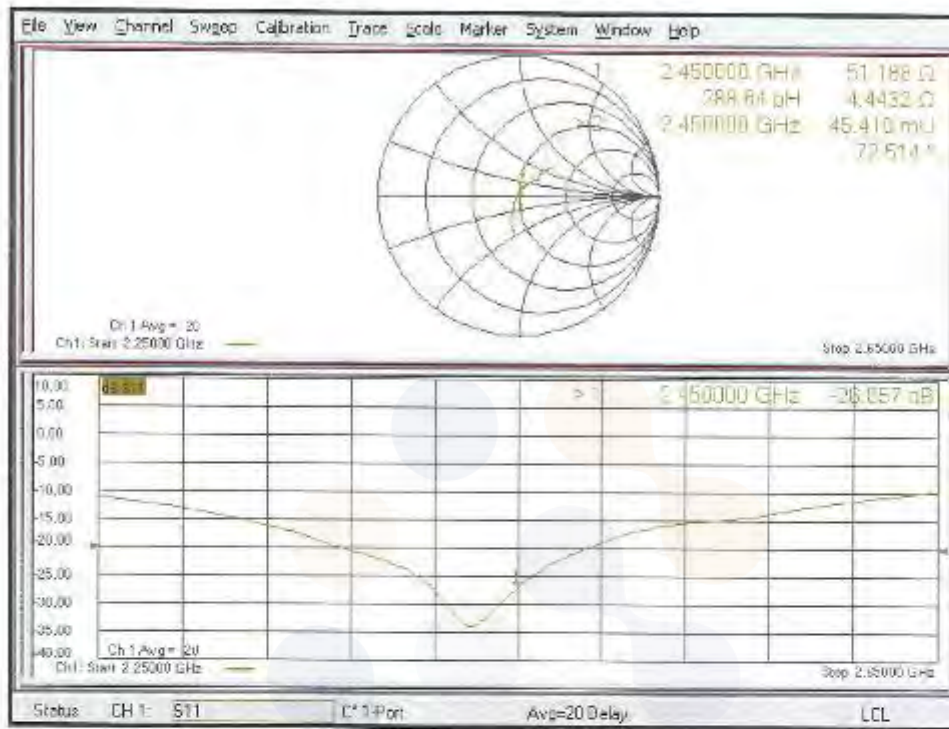 File View Channel Sweep Calibration Trace Scale Marker System Window Help
2.450000 GHz 51.188 Ω
288.64 pH 4.4432 Ω
2.450000 GHz 45.410 mU
72.514 °
Ch 1 Avg = 20
Ch1: Start 2.25000 GHz
Stop 2.65000 GHz
10.00
5.00
0.00
-5.00
-10.00
-15.00
-20.00
-25.00
-30.00
-35.00
-40.00
dB S11
> 1 2.450000 GHz -26.857 dB
Ch 1 Avg = 20
Ch1: Start 2.25000 GHz
Stop 2.65000 GHz
Status CH 1: S11 C* 1-Port Avg=20 Delay LCL